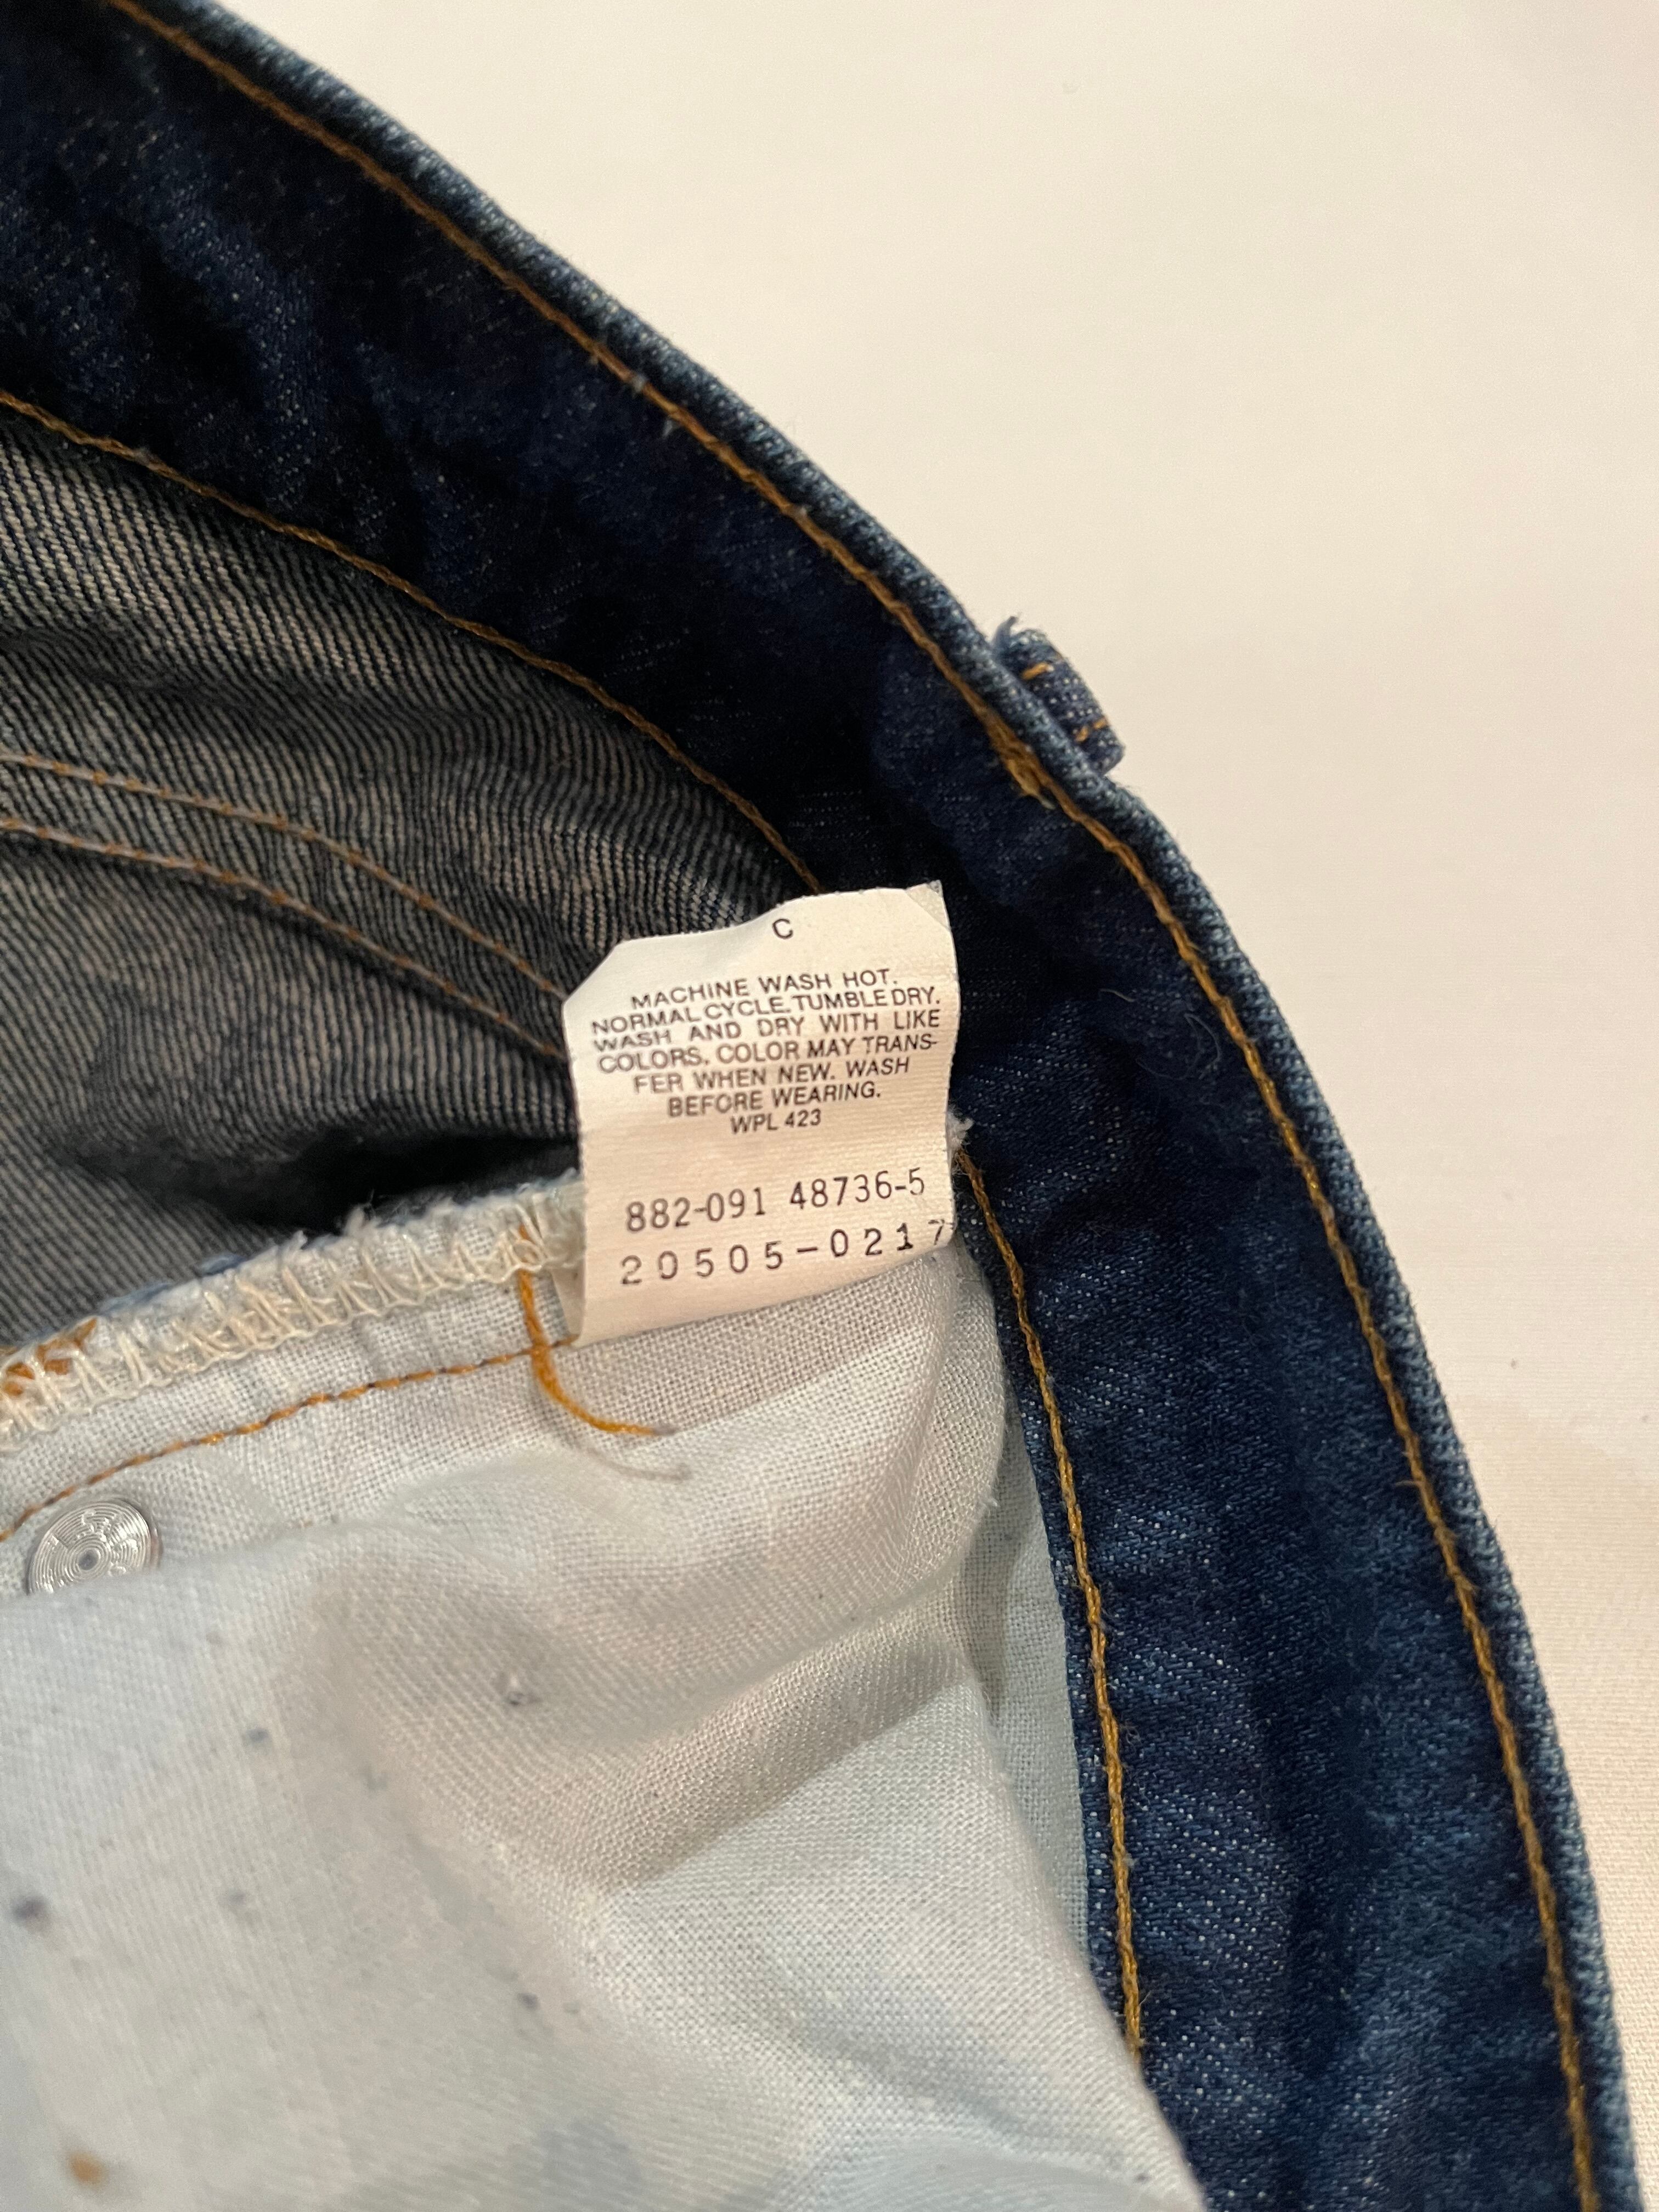 C
MACHINE WASH HOT.
NORMAL CYCLE. TUMBLE DRY.
WASH AND DRY WITH LIKE
COLORS. COLOR MAY TRANS-
FER WHEN NEW. WASH
BEFORE WEARING.
WPL 423
882-091 48736-5
20505-0217